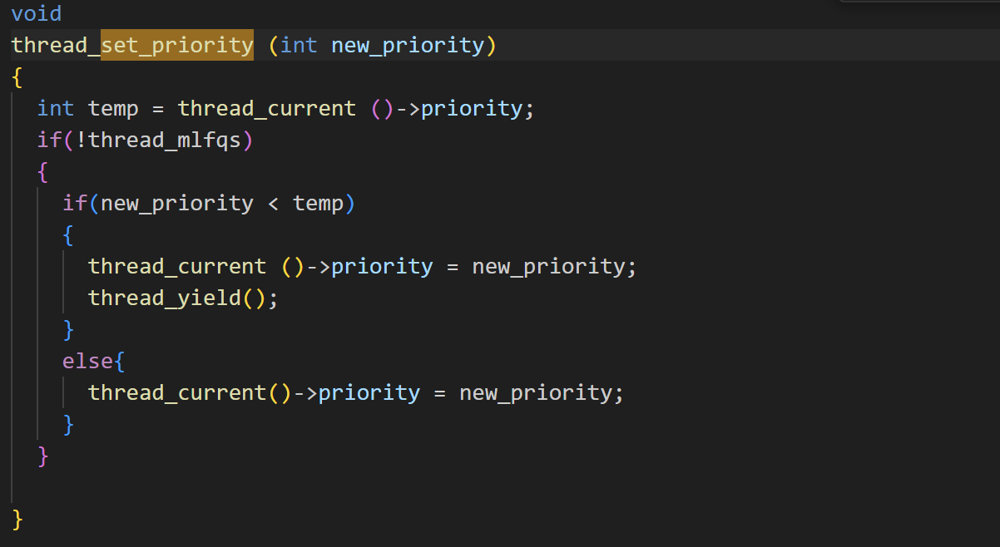 void
thread_set_priority (int new_priority)
{
  int temp = thread_current ()->priority;
  if(!thread_mlfqs)
  {
    if(new_priority < temp)
    {
      thread_current ()->priority = new_priority;
      thread_yield();
    }
    else{
      thread_current()->priority = new_priority;
    }
  }

}